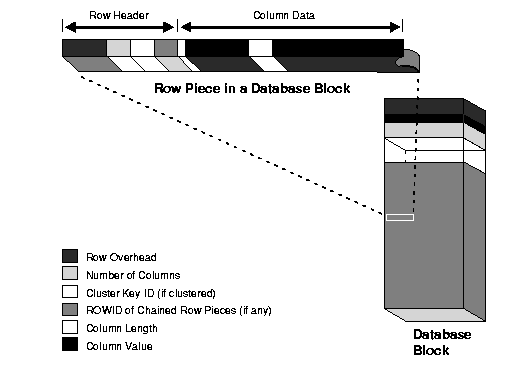 Row Header
Column Data
Row Piece in a Database Block
Row Overhead
Number of Columns
Cluster Key ID (if clustered)
ROWID of Chained Row Pieces (if any)
Column Length
Column Value
Database
Block